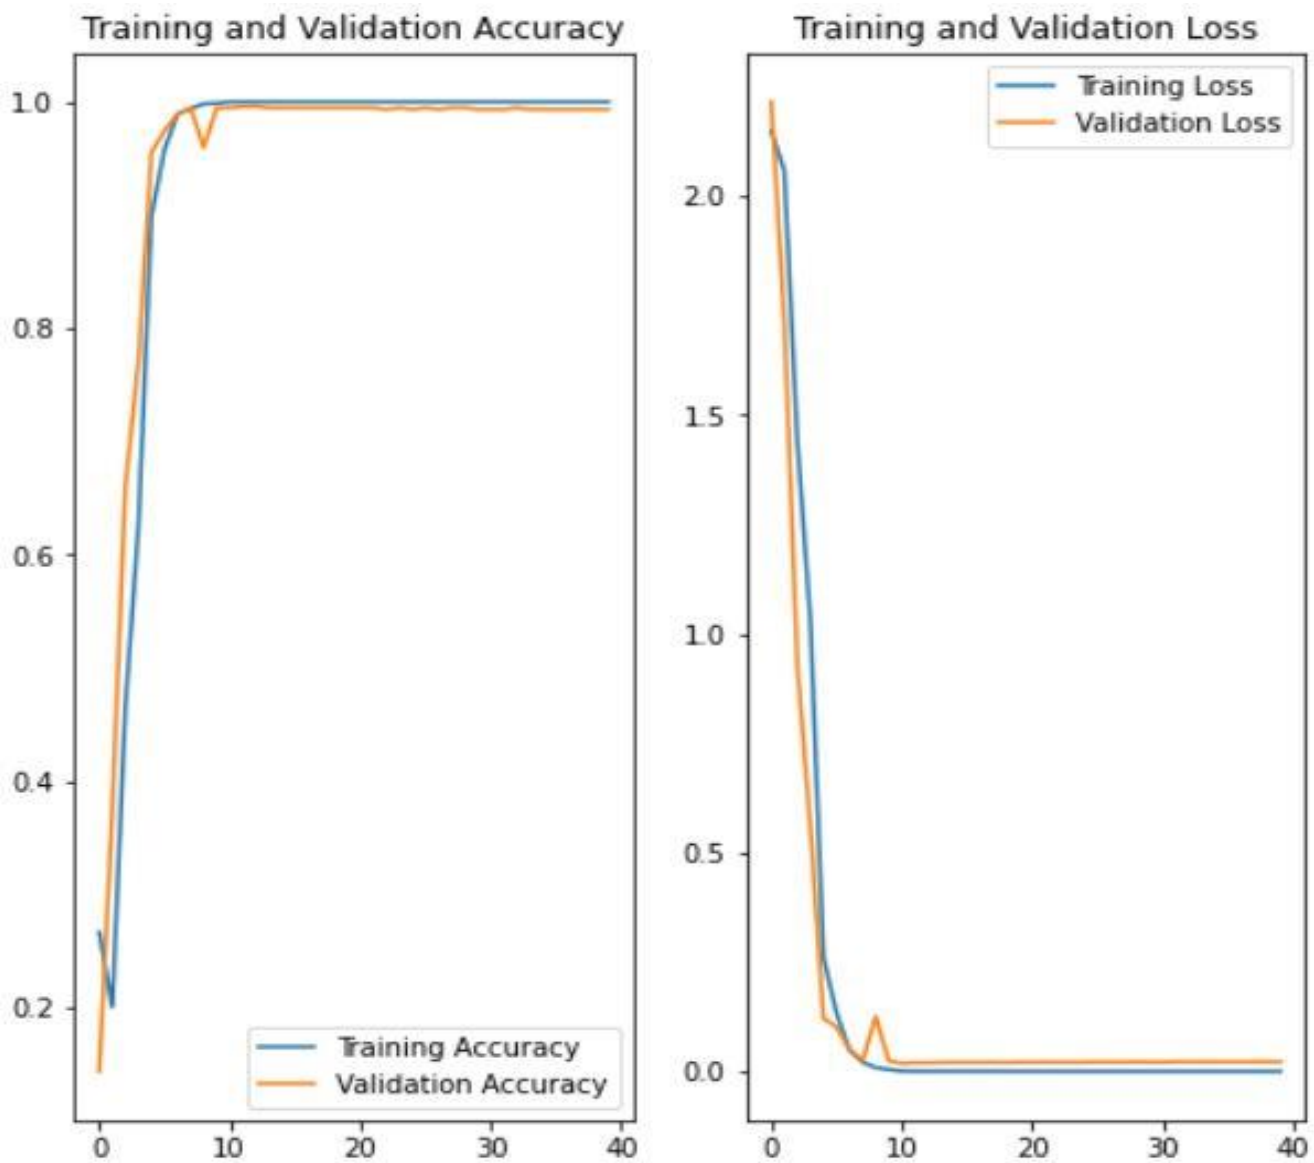 Training and Validation Accuracy
1.0
0.8
0.6
0.4
0.2
0 10 20 30 40
Training Accuracy
Validation Accuracy
Training and Validation Loss
Training Loss
Validation Loss
2.0
1.5
1.0
0.5
0.0
0 10 20 30 40